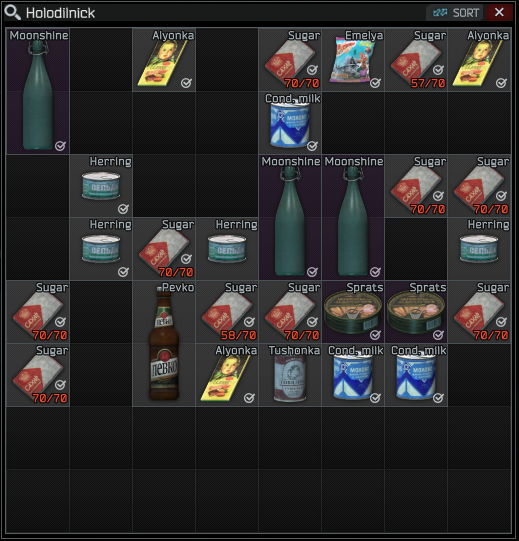 Holodilnick SORT
Moonshine Alyonka Sugar Emelya Sugar Alyonka
70/70 57/70
Cond. milk
Herring Moonshine Moonshine Sugar Sugar
70/70 70/70
Herring Sugar Herring Herring
70/70
Sugar Pevko Sugar Sugar Sprats Sprats Sugar
70/70 58/70 70/70 70/70
Sugar Alyonka Tushonka Cond. milk Cond. milk
70/70